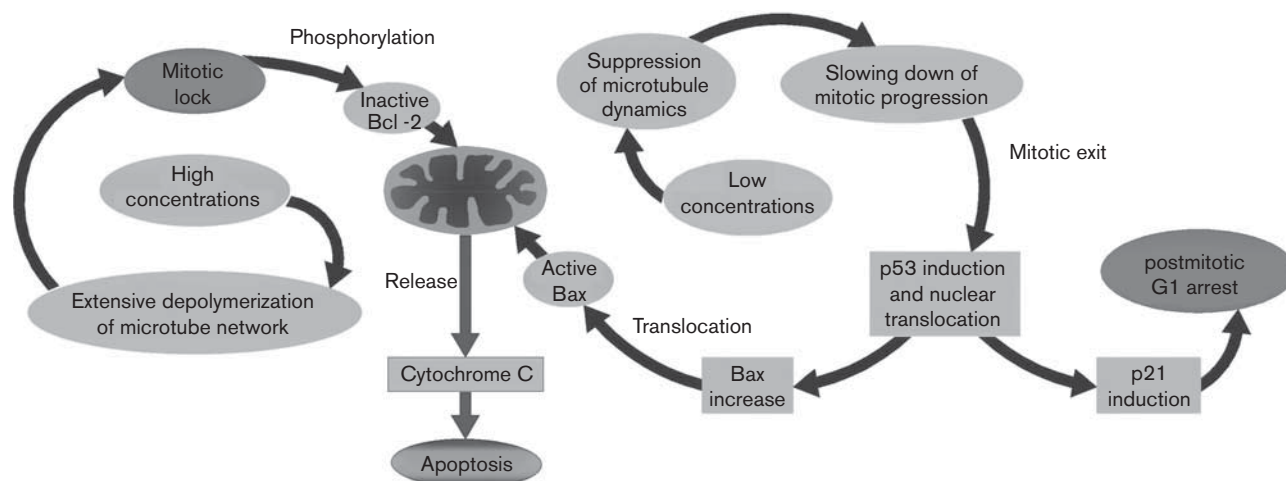 Phosphorylation
Mitotic
lock
Inactive
Bcl -2
High
concentrations
Extensive depolymerization
of microtube network
Release
Cytochrome C
Apoptosis
Active
Bax
Translocation
Suppression
of microtubule
dynamics
Slowing down of
mitotic progression
Low
concentrations
Mitotic exit
p53 induction
and nuclear
translocation
Bax
increase
p21
induction
postmitotic
G1 arrest